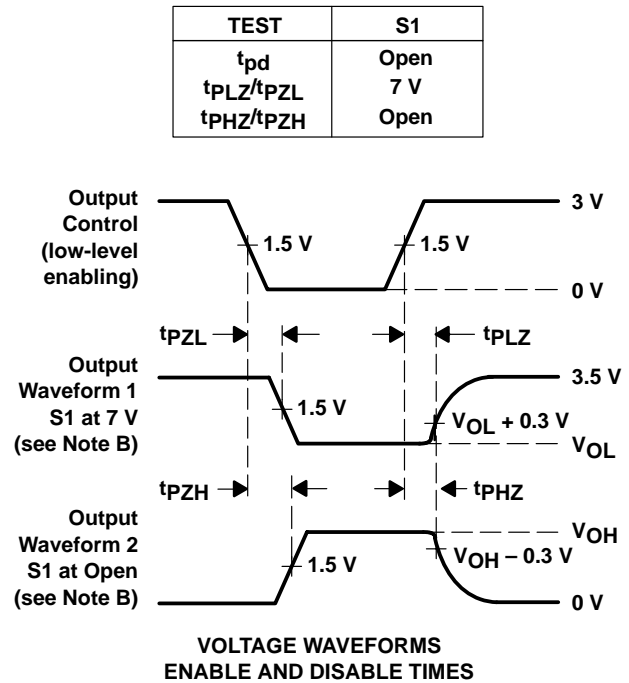 TEST S1
tpd Open
tPLZ/tPZL 7 V
tPHZ/tPZH Open
Output
Control
(low-level
enabling)
1.5 V
1.5 V
3 V
0 V
tPZL
tPLZ
Output
Waveform 1
S1 at 7 V
(see Note B)
1.5 V
3.5 V
VOL + 0.3 V
VOL
tPZH
tPHZ
Output
Waveform 2
S1 at Open
(see Note B)
1.5 V
VOH
VOH – 0.3 V
0 V
VOLTAGE WAVEFORMS
ENABLE AND DISABLE TIMES